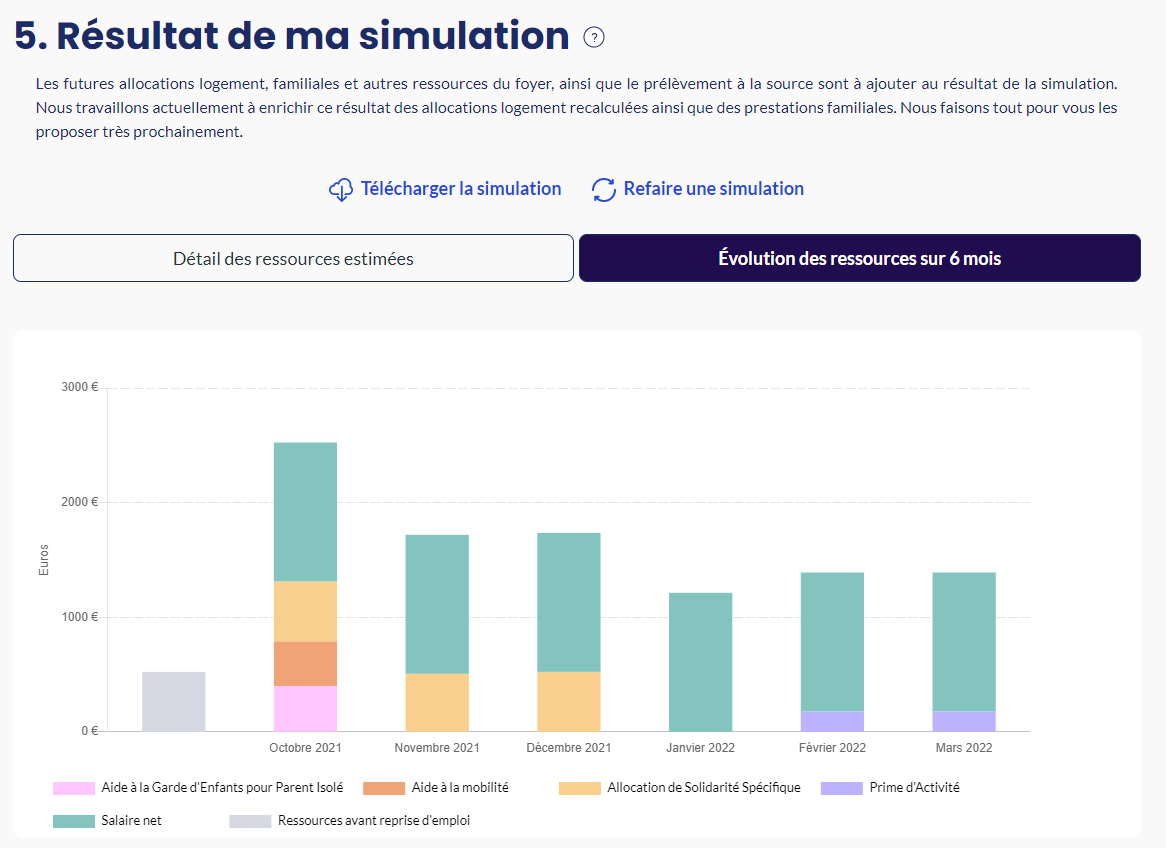 5. Résultat de ma simulation ?
Les futures allocations logement, familiales et autres ressources du foyer, ainsi que le prélèvement à la source sont à ajouter au résultat de la simulation.
Nous travaillons actuellement à enrichir ce résultat des allocations logement recalculées ainsi que des prestations familiales. Nous faisons tout pour vous les
proposer très prochainement.
Télécharger la simulation Refaire une simulation
Détail des ressources estimées Évolution des ressources sur 6 mois
3000 €
2000 €
Euros
1000 €
0 €
Octobre 2021 Novembre 2021 Décembre 2021 Janvier 2022 Février 2022 Mars 2022
Aide à la Garde d'Enfants pour Parent Isolé Aide à la mobilité Allocation de Solidarité Spécifique Prime d'Activité
Salaire net Ressources avant reprise d'emploi